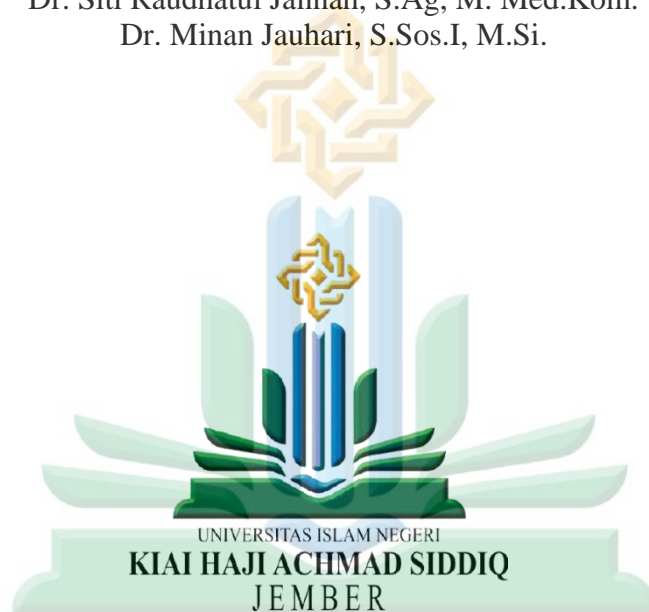 Dr. Siti Raudhatul Jannah, S.Ag, M. Med.Kom.
Dr. Minan Jauhari, S.Sos.I, M.Si.
UNIVERSITAS ISLAM NEGERI
KIAI HAJI ACHMAD SIDDIQ
JEMBER